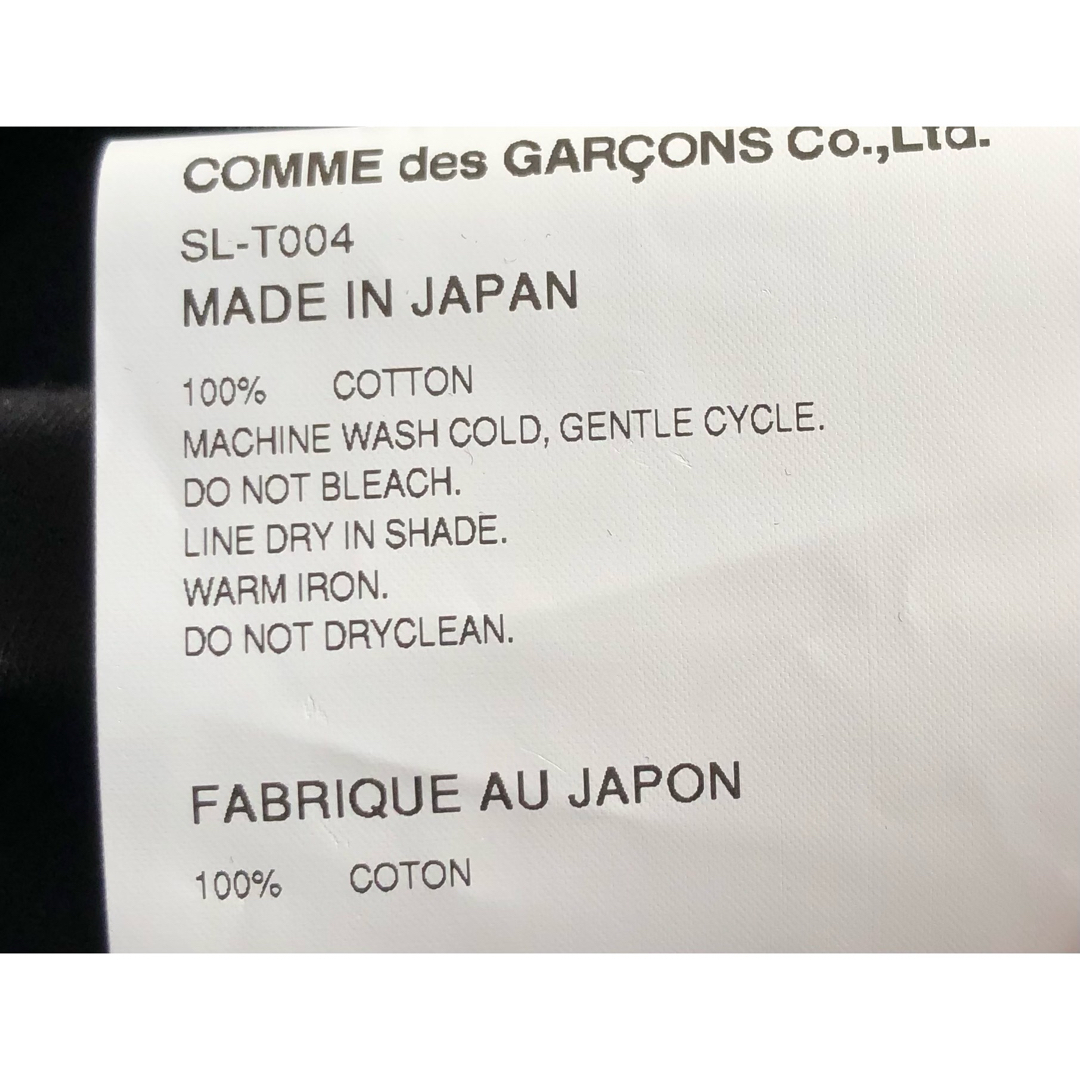 COMME des GARÇONS Co.,Ltd.
SL-T004
MADE IN JAPAN
100% COTTON
MACHINE WASH COLD, GENTLE CYCLE.
DO NOT BLEACH.
LINE DRY IN SHADE.
WARM IRON.
DO NOT DRYCLEAN.
FABRIQUE AU JAPON
100% COTON